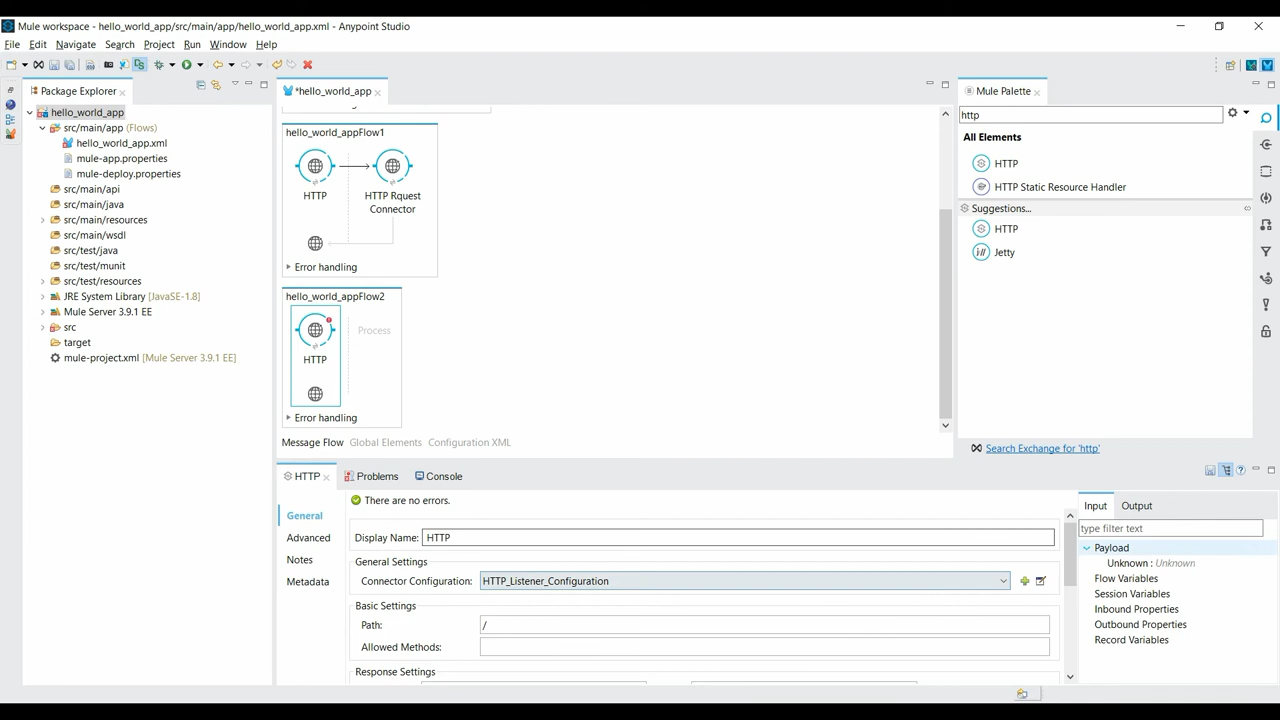 Mule workspace - hello_world_app/src/main/app/hello_world_app.xml - Anypoint Studio
File Edit Navigate Search Project Run Window Help
Package Explorer
hello_world_app
src/main/app (Flows)
hello_world_app.xml
mule-app.properties
mule-deploy.properties
src/main/api
src/main/java
src/main/resources
src/main/wsdl
src/test/java
src/test/munit
src/test/resources
JRE System Library [JavaSE-1.8]
Mule Server 3.9.1 EE
src
target
mule-project.xml [Mule Server 3.9.1 EE]
*hello_world_app
hello_world_appFlow1
HTTP
HTTP Rquest
Connector
Error handling
hello_world_appFlow2
Process
HTTP
Error handling
Message Flow Global Elements Configuration XML
Mule Palette
http
All Elements
HTTP
HTTP Static Resource Handler
Suggestions...
HTTP
Jetty
Search Exchange for 'http'
HTTP Problems Console
There are no errors.
General
Advanced
Notes
Metadata
Display Name: HTTP
General Settings
Connector Configuration: HTTP_Listener_Configuration
Basic Settings
Path: /
Allowed Methods:
Response Settings
Input Output
type filter text
Payload
Unknown : Unknown
Flow Variables
Session Variables
Inbound Properties
Outbound Properties
Record Variables